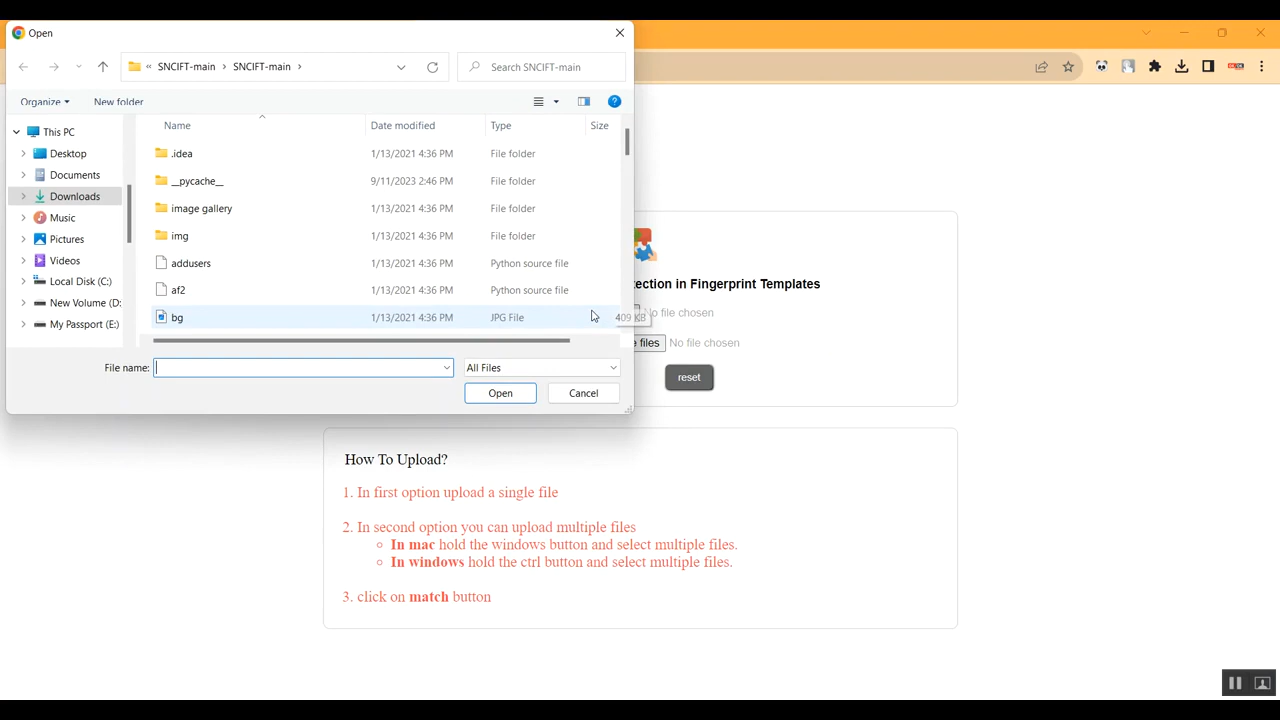 Open
« SNCIFT-main › SNCIFT-main ›
Search SNCIFT-main
Organize
New folder
Name
Date modified
Type
Size
This PC
Desktop
Documents
Downloads
Music
Pictures
Videos
Local Disk (C:)
New Volume (D:
My Passport (E:)
.idea 1/13/2021 4:36 PM File folder
__pycache__ 9/11/2023 2:46 PM File folder
image gallery 1/13/2021 4:36 PM File folder
img 1/13/2021 4:36 PM File folder
addusers 1/13/2021 4:36 PM Python source file
af2 1/13/2021 4:36 PM Python source file
bg 1/13/2021 4:36 PM JPG File 409 KB
File name:
All Files
Open
Cancel
ection in Fingerprint Templates
No file chosen
e files No file chosen
reset
How To Upload?
1. In first option upload a single file
2. In second option you can upload multiple files
In mac hold the windows button and select multiple files.
In windows hold the ctrl button and select multiple files.
3. click on match button